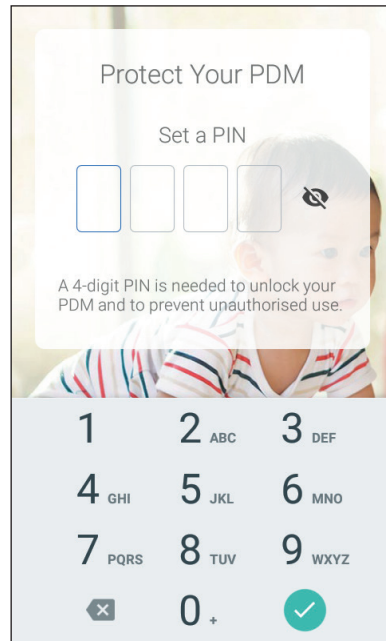 Protect Your PDM
Set a PIN
A 4-digit PIN is needed to unlock your
PDM and to prevent unauthorised use.
1 2 ABC 3 DEF
4 GHI 5 JKL 6 MNO
7 PQRS 8 TUV 9 WXYZ
0 +